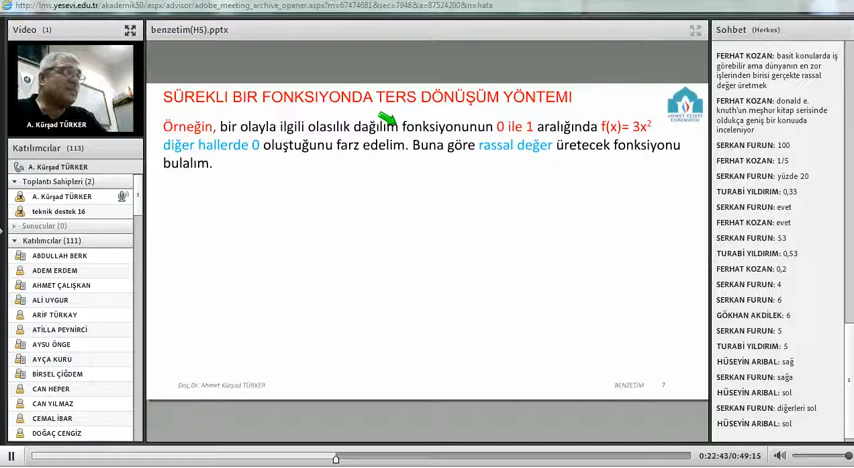 http://lms.yesevi.edu.tr/akademik50/aspx/advisor/adobe_meeting_archive_opener.aspx?m=67474681&sec=7948&a=87524200&n=hata
Video (1)
A. Kürşad TÜRKER
Katılımcılar (113)
A. Kürşad TÜRKER
Toplantı Sahipleri (2)
A. Kürşad TÜRKER
teknik destek 16
Sunucular (0)
Katılımcılar (111)
ABDULLAH BERK
ADEM ERDEM
AHMET ÇALIŞKAN
ALİ UYGUR
ARİF TÜRKAY
ATİLLA PEYNİRCİ
AYSU ÖNGE
AYÇA KURU
BİRSEL ÇİĞDEM
CAN HEPER
CAN YILMAZ
CEMAL İBAR
DOĞAÇ CENGİZ
benzetim(H5).pptx
SÜREKLI BIR FONKSIYONDA TERS DÖNÜŞÜM YÖNTEMI
Örneğin, bir olayla ilgili olasılık dağılım fonksiyonunun 0 ile 1 aralığında f(x)= 3x²
diğer hallerde 0 oluştuğunu farz edelim. Buna göre rassal değer üretecek fonksiyonu
bulalım.
Doç.Dr. Ahmet Kürşad TÜRKER
BENZETİM 7
Sohbet (Herkes)
FERHAT KOZAN: basit konularda iş
görebilir ama dünyanın en zor
işlerinden birisi gerçekte rassal
değer üretmek
FERHAT KOZAN: donald e.
knuth'un meşhur kitap serisinde
oldukça geniş bir konuda
inceleniyor
SERKAN FURUN: 100
FERHAT KOZAN: 1/5
SERKAN FURUN: yüzde 20
TURABİ YILDIRIM: 0,33
SERKAN FURUN: evet
FERHAT KOZAN: evet
SERKAN FURUN: 53
TURABİ YILDIRIM: 0,53
FERHAT KOZAN: 0,2
SERKAN FURUN: 4
SERKAN FURUN: 6
GÖKHAN AKDİLEK: 6
SERKAN FURUN: 5
TURABİ YILDIRIM: 5
HÜSEYİN ARIBAL: sağ
SERKAN FURUN: sağa
HÜSEYİN ARIBAL: sol
SERKAN FURUN: diğerleri sol
HÜSEYİN ARIBAL: sol
0:22:43/0:49:15